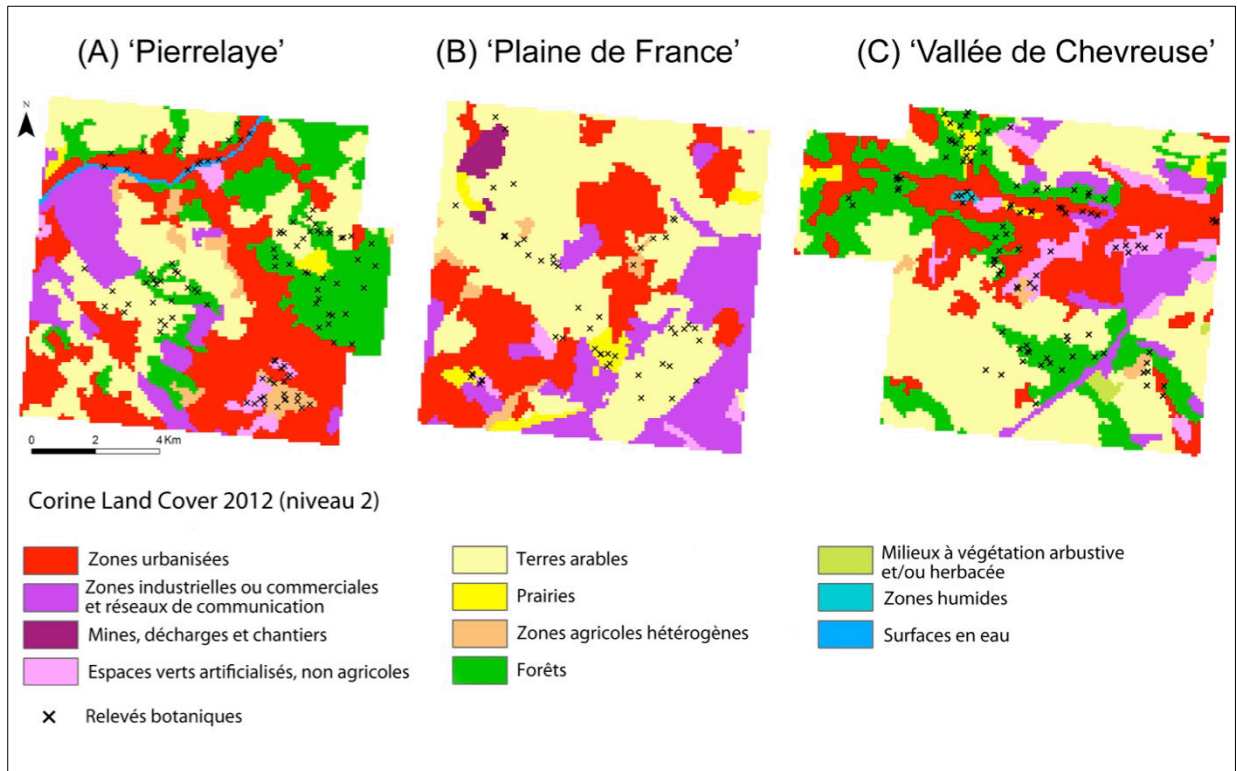 (A) ‘Pierrelaye’
(B) ‘Plaine de France’
(C) ‘Vallée de Chevreuse’
N
0 2 4 Km
Corine Land Cover 2012 (niveau 2)
Zones urbanisées
Zones industrielles ou commerciales
et réseaux de communication
Mines, décharges et chantiers
Espaces verts artificialisés, non agricoles
Relevés botaniques
Terres arables
Prairies
Zones agricoles hétérogènes
Forêts
Milieux à végétation arbustive
et/ou herbacée
Zones humides
Surfaces en eau